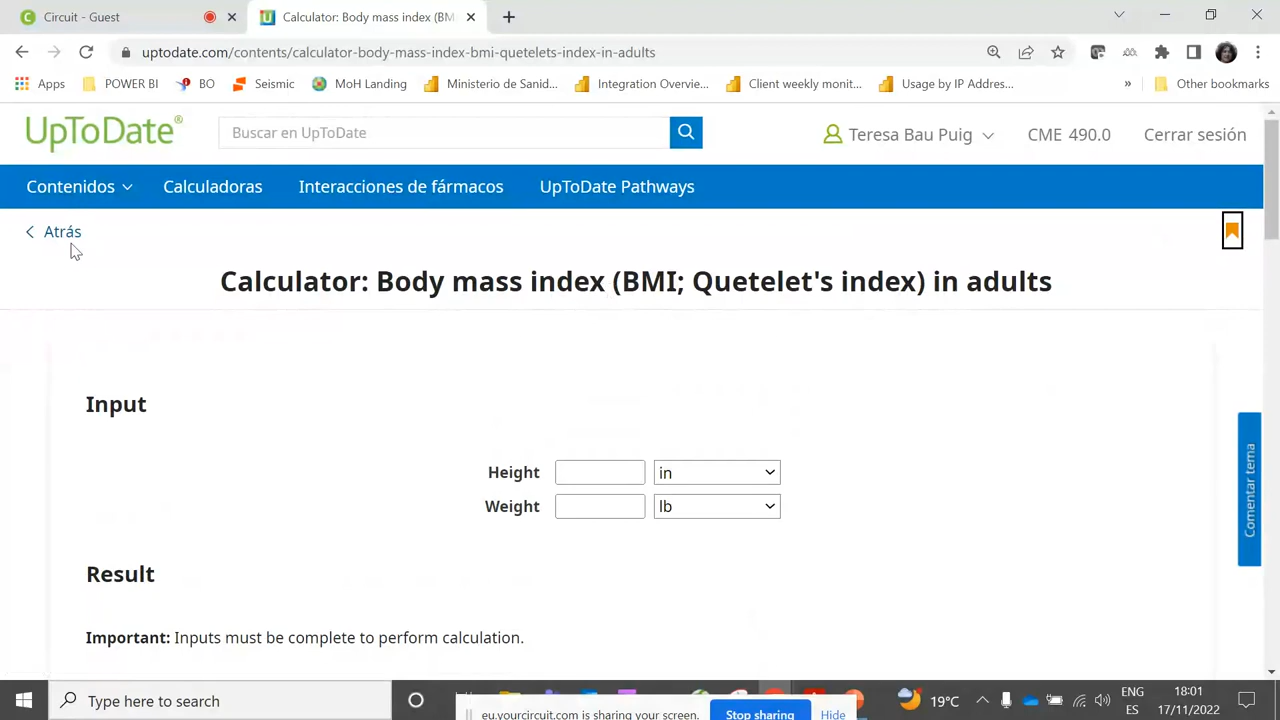 Circuit - Guest
Calculator: Body mass index (BM
uptodate.com/contents/calculator-body-mass-index-bmi-quetelets-index-in-adults
Apps
POWER BI
BO
Seismic
MoH Landing
Ministerio de Sanid...
Integration Overvie...
Client weekly monit...
Usage by IP Addres...
»
Other bookmarks
UpToDate®
Buscar en UpToDate
Teresa Bau Puig
CME 490.0
Cerrar sesión
Contenidos
Calculadoras
Interacciones de fármacos
UpToDate Pathways
Atrás
Calculator: Body mass index (BMI; Quetelet's index) in adults
Input
Height
in
Weight
lb
Comentar tema
Result
Important: Inputs must be complete to perform calculation.
Type here to search
eu.yourcircuit.com is sharing your screen.
Stop sharing
Hide
19°C
ENG
ES
18:01
17/11/2022